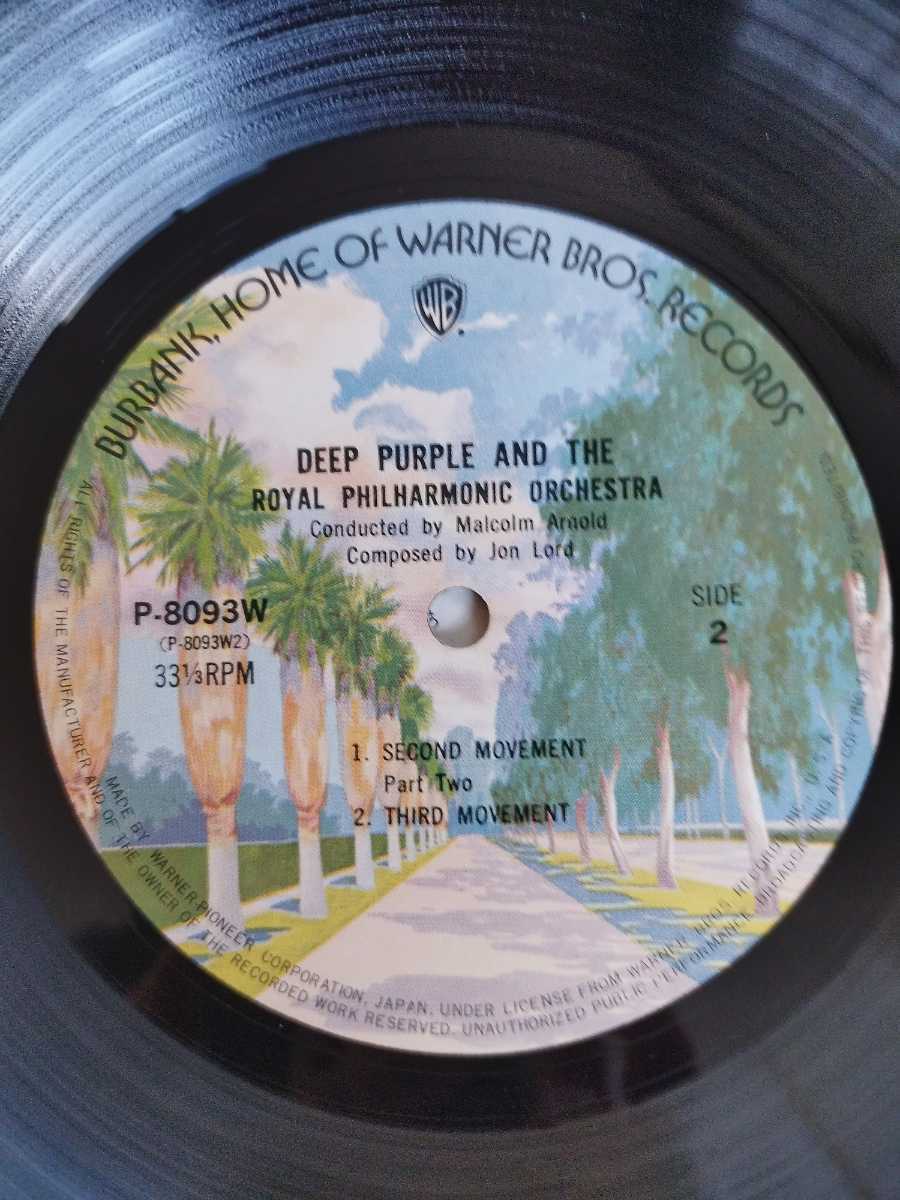 BURBANK, HOME OF WARNER BROS. RECORDS
WB
DEEP PURPLE AND THE
ROYAL PHILHARMONIC ORCHESTRA
Conducted by Malcolm Arnold
Composed by Jon Lord
P-8093W
(P-8093W2)
33⅓RPM
SIDE
2
1. SECOND MOVEMENT
Part Two
2. THIRD MOVEMENT
MADE BY WARNER-PIONEER CORPORATION, JAPAN, UNDER LICENSE FROM WARNER BROS RECORDS INC. U.S.A.
ALL RIGHTS OF THE MANUFACTURER AND OF THE OWNER OF THE RECORDED WORK RESERVED. UNAUTHORIZED PUBLIC PERFORMANCE BROADCASTING AND COPYING OF THIS